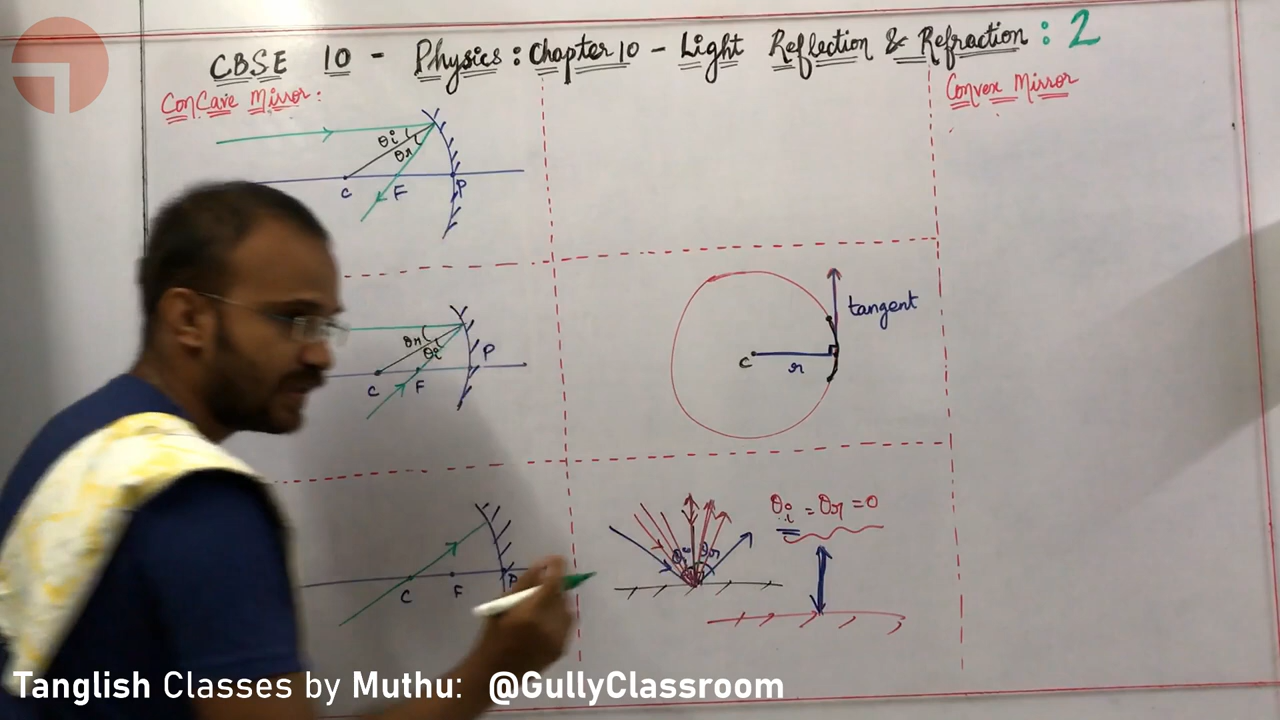 CBSE 10 - Physics : Chapter 10 - Light Reflection & Refraction : 2
ConCave Mirror :
Convex Mirror
θi
θr
C
F
P
θr
θi
C
F
P
tangent
C
r
θi = θr = 0
θi
θr
C
F
P
Tanglish Classes by Muthu: @GullyClassroom